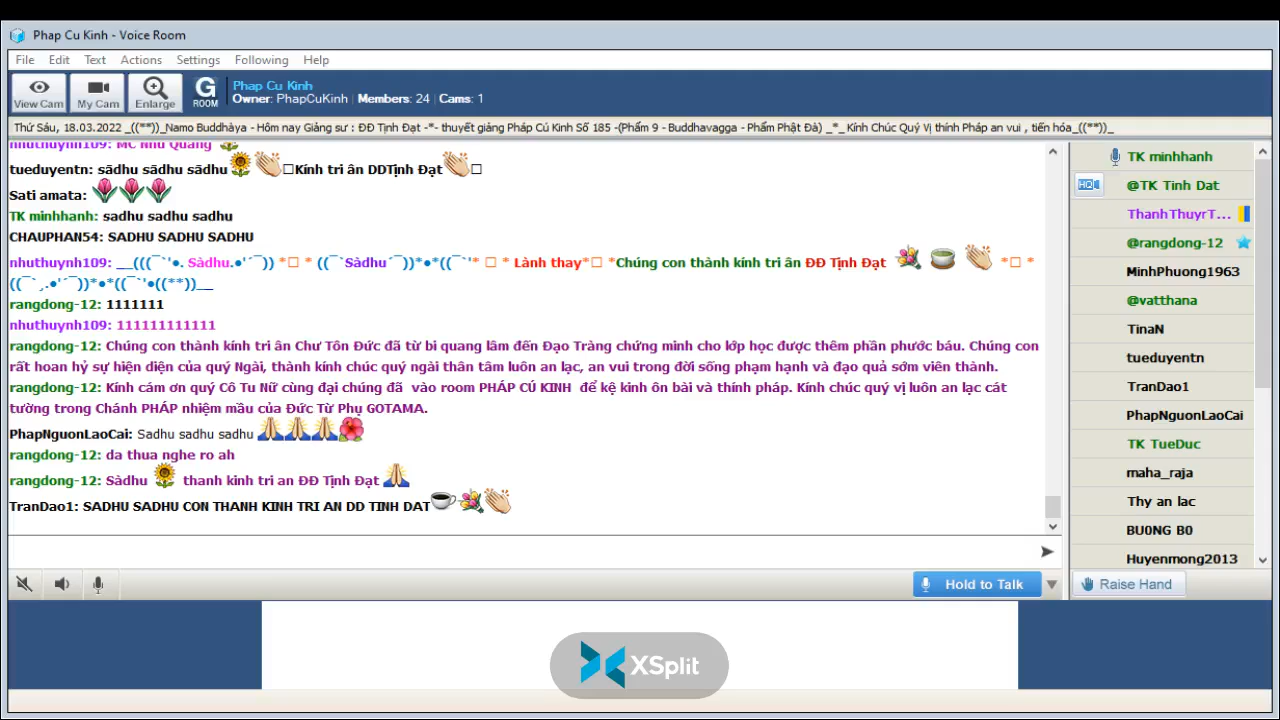 Phap Cu Kinh - Voice Room
File Edit Text Actions Settings Following Help
View Cam My Cam Enlarge G ROOM
Phap Cu Kinh
Owner: PhapCuKinh | Members: 24 | Cams: 1
Thứ Sáu, 18.03.2022 _((**))_Namo Buddhàya - Hôm nay Giảng sư : ĐĐ Tịnh Đạt -*- thuyết giảng Pháp Cú Kinh Số 185 -(Phẩm 9 - Buddhavagga - Phẩm Phật Đà) _*_ Kính Chúc Quý Vị thính Pháp an vui , tiến hóa_((**))_
nhuthuynh109: MC Như Quang
tueduyentn: sādhu sādhu sādhu Kính tri ân DDTịnh Đạt
Sati amata:
TK minhhanh: sadhu sadhu sadhu
CHAUPHAN54: SADHU SADHU SADHU
nhuthuynh109: __(((¯`'●. Sàdhu.●'´¯)) *□ * ((¯`Sàdhu´¯))*●*((¯`'* □ * Lành thay*□ *Chúng con thành kính tri ân ĐĐ Tịnh Đạt *□ *
((¯`¸.●'´¯))*●*((¯`'●((**))__
rangdong-12: 1111111
nhuthuynh109: 111111111111
rangdong-12: Chúng con thành kính tri ân Chư Tôn Đức đã từ bi quang lâm đến Đạo Tràng chứng minh cho lớp học được thêm phần phước báu. Chúng con
rất hoan hỷ sự hiện diện của quý Ngài, thành kính chúc quý ngài thân tâm luôn an lạc, an vui trong đời sống phạm hạnh và đạo quả sớm viên thành.
rangdong-12: Kính cám ơn quý Cô Tu Nữ cùng đại chúng đã vào room PHÁP CÚ KINH để kệ kinh ôn bài và thính pháp. Kính chúc quý vị luôn an lạc cát
tường trong Chánh PHÁP nhiệm mầu của Đức Từ Phụ GOTAMA.
PhapNguonLaoCai: Sadhu sadhu sadhu
rangdong-12: da thua nghe ro ah
rangdong-12: Sàdhu thank kinh tri an ĐĐ Tịnh Đạt
TranDao1: SADHU SADHU CON THANH KINH TRI AN DD TINH DAT
Hold to Talk
TK minhhanh
HQ @TK Tinh Dat
ThanhThuyrT...
@rangdong-12
MinhPhuong1963
@vatthana
TinaN
tueduyentn
TranDao1
PhapNguonLaoCai
TK TueDuc
maha_raja
Thy an lac
BU0NG B0
Huyenmong2013
Raise Hand
XSplit